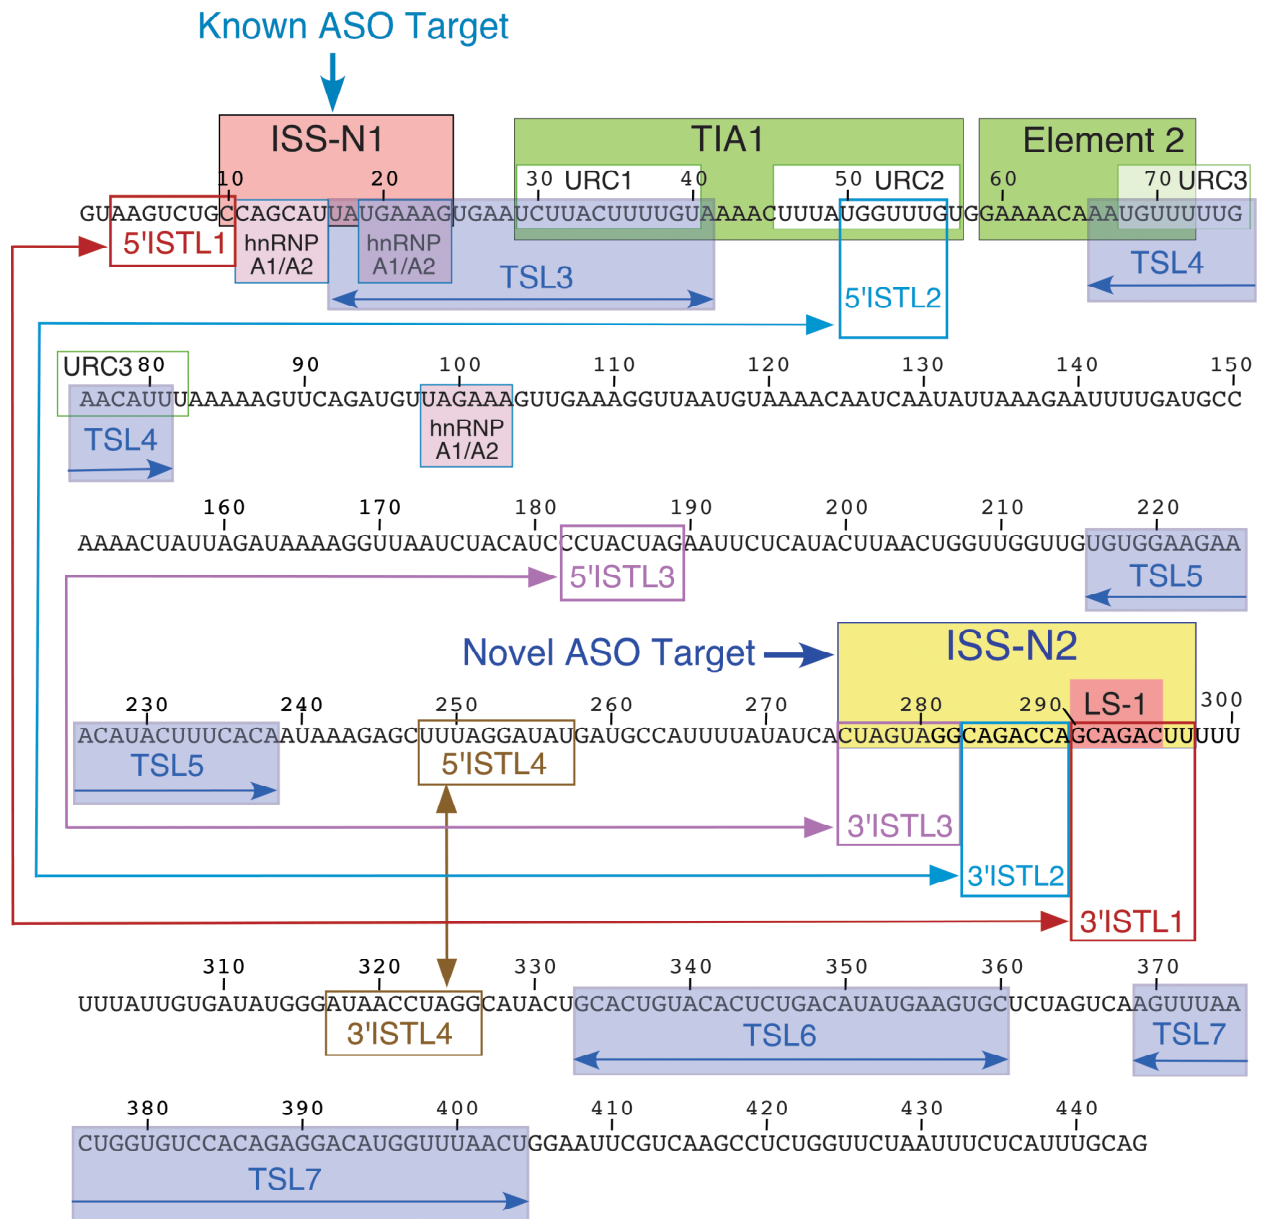 Known ASO Target
ISS-N1
TIA1
Element 2
10 20 30 URC1 40 50 URC2 60 70 URC3
GUAAGUCUGCCAGCAUUAUGAAAGUGAAUCUUACUUUUGUAAAACUUUAUGGUUUGUGGAAAACAAAUGUUUUUG
5'ISTL1
hnRNP
A1/A2
hnRNP
A1/A2
TSL3
5'ISTL2
TSL4
URC3 80 90 100 110 120 130 140 150
AACAUUUAAAAAGUUCAGAUGUUAGAAAGUUGAAAGGUUAAUGUAAAACAAUCAAUAUUAAAGAAUUUUGAUGCC
TSL4
hnRNP
A1/A2
160 170 180 190 200 210 220
AAAACUAUUAGAUAAAAGGUUAAUCUACAUCCCUACUAGAAUUCUCAUACUUAACUGGUUGGUUGUGUGGAAGAA
5'ISTL3
TSL5
Novel ASO Target
ISS-N2
230 240 250 260 270 280 290 LS-1 300
ACAUACUUUCACAAUAAAGAGCUUUAGGAUAUGAUGCCAUUUUAUAUCACUAGUAGGCAGACCAGCAGACUUUUU
TSL5
5'ISTL4
3'ISTL3
3'ISTL2
3'ISTL1
310 320 330 340 350 360 370
UUUAUUGUGAUAUGGGAUAACCUAGGCAUACUGCACUGUACACUCUGACAUAUGAAGUGCUCUAGUCAAGUUUAA
3'ISTL4
TSL6
TSL7
380 390 400 410 420 430 440
CUGGUGUCCACAGAGGACAUGGUUUAACUGGAAUUCGUCAAGCCUCUGGUUCUAAUUUCUCAUUUGCAG
TSL7